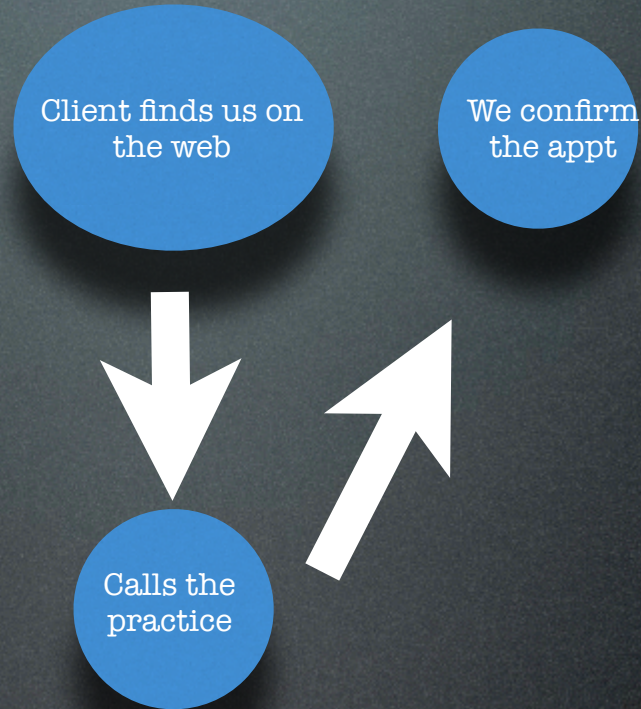 Client finds us on
the web
Calls the
practice
We confirm
the appt